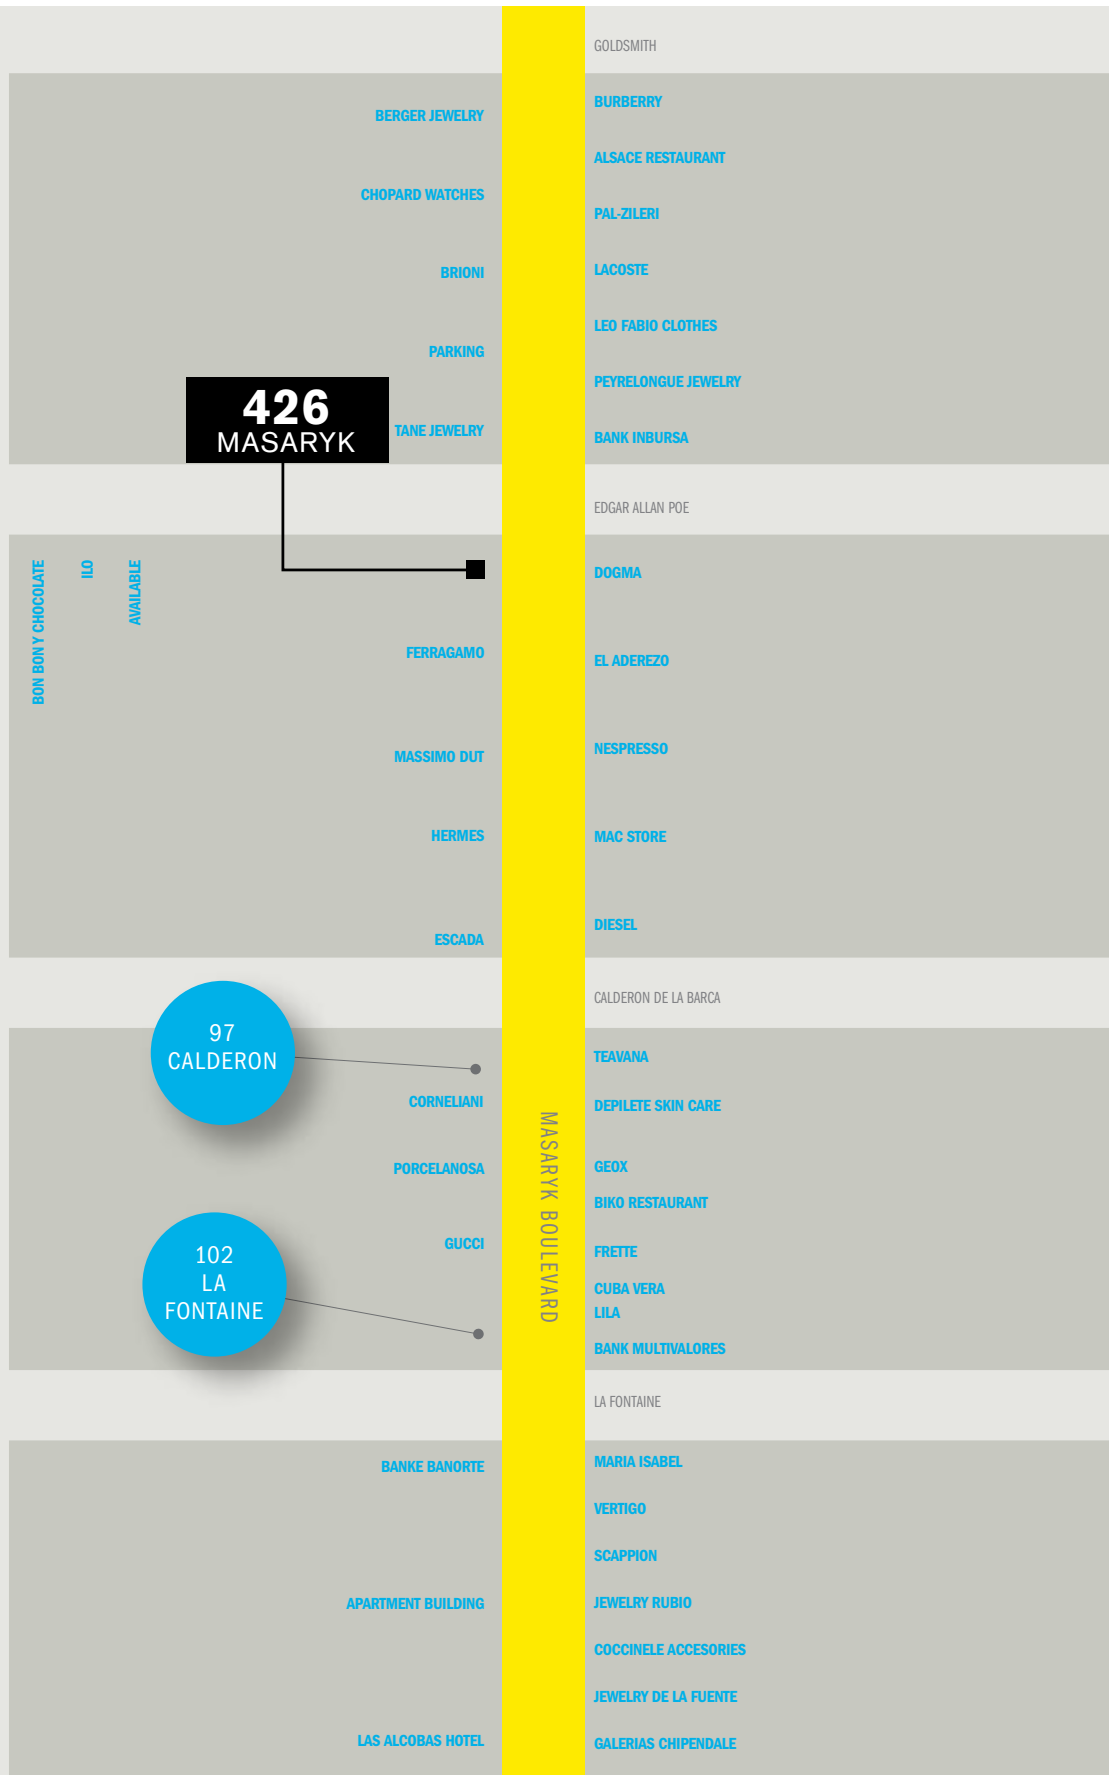 GOLDSMITH
BERGER JEWELRY
CHOPARD WATCHES
BRIONI
PARKING
TANE JEWELRY
426
MASARYK
BURBERRY
ALSACE RESTAURANT
PAL-ZILERI
LACOSTE
LEO FABIO CLOTHES
PEYRELONGUE JEWELRY
BANK INBURSA
EDGAR ALLAN POE
BON BON Y CHOCOLATE
ILO
AVAILABLE
FERRAGAMO
MASSIMO DUT
HERMES
ESCADA
DOGMA
EL ADEREZO
NESPRESSO
MAC STORE
DIESEL
CALDERON DE LA BARCA
97
CALDERON
CORNELIANI
PORCELANOSA
GUCCI
102
LA
FONTAINE
MASARYK BOULEVARD
TEAVANA
DEPILETE SKIN CARE
GEOX
BIKO RESTAURANT
FRETTE
CUBA VERA
LILA
BANK MULTIVALORES
LA FONTAINE
BANKE BANORTE
APARTMENT BUILDING
LAS ALCOBAS HOTEL
MARIA ISABEL
VERTIGO
SCAPPION
JEWELRY RUBIO
COCCINELE ACCESORIES
JEWELRY DE LA FUENTE
GALERIAS CHIPENDALE